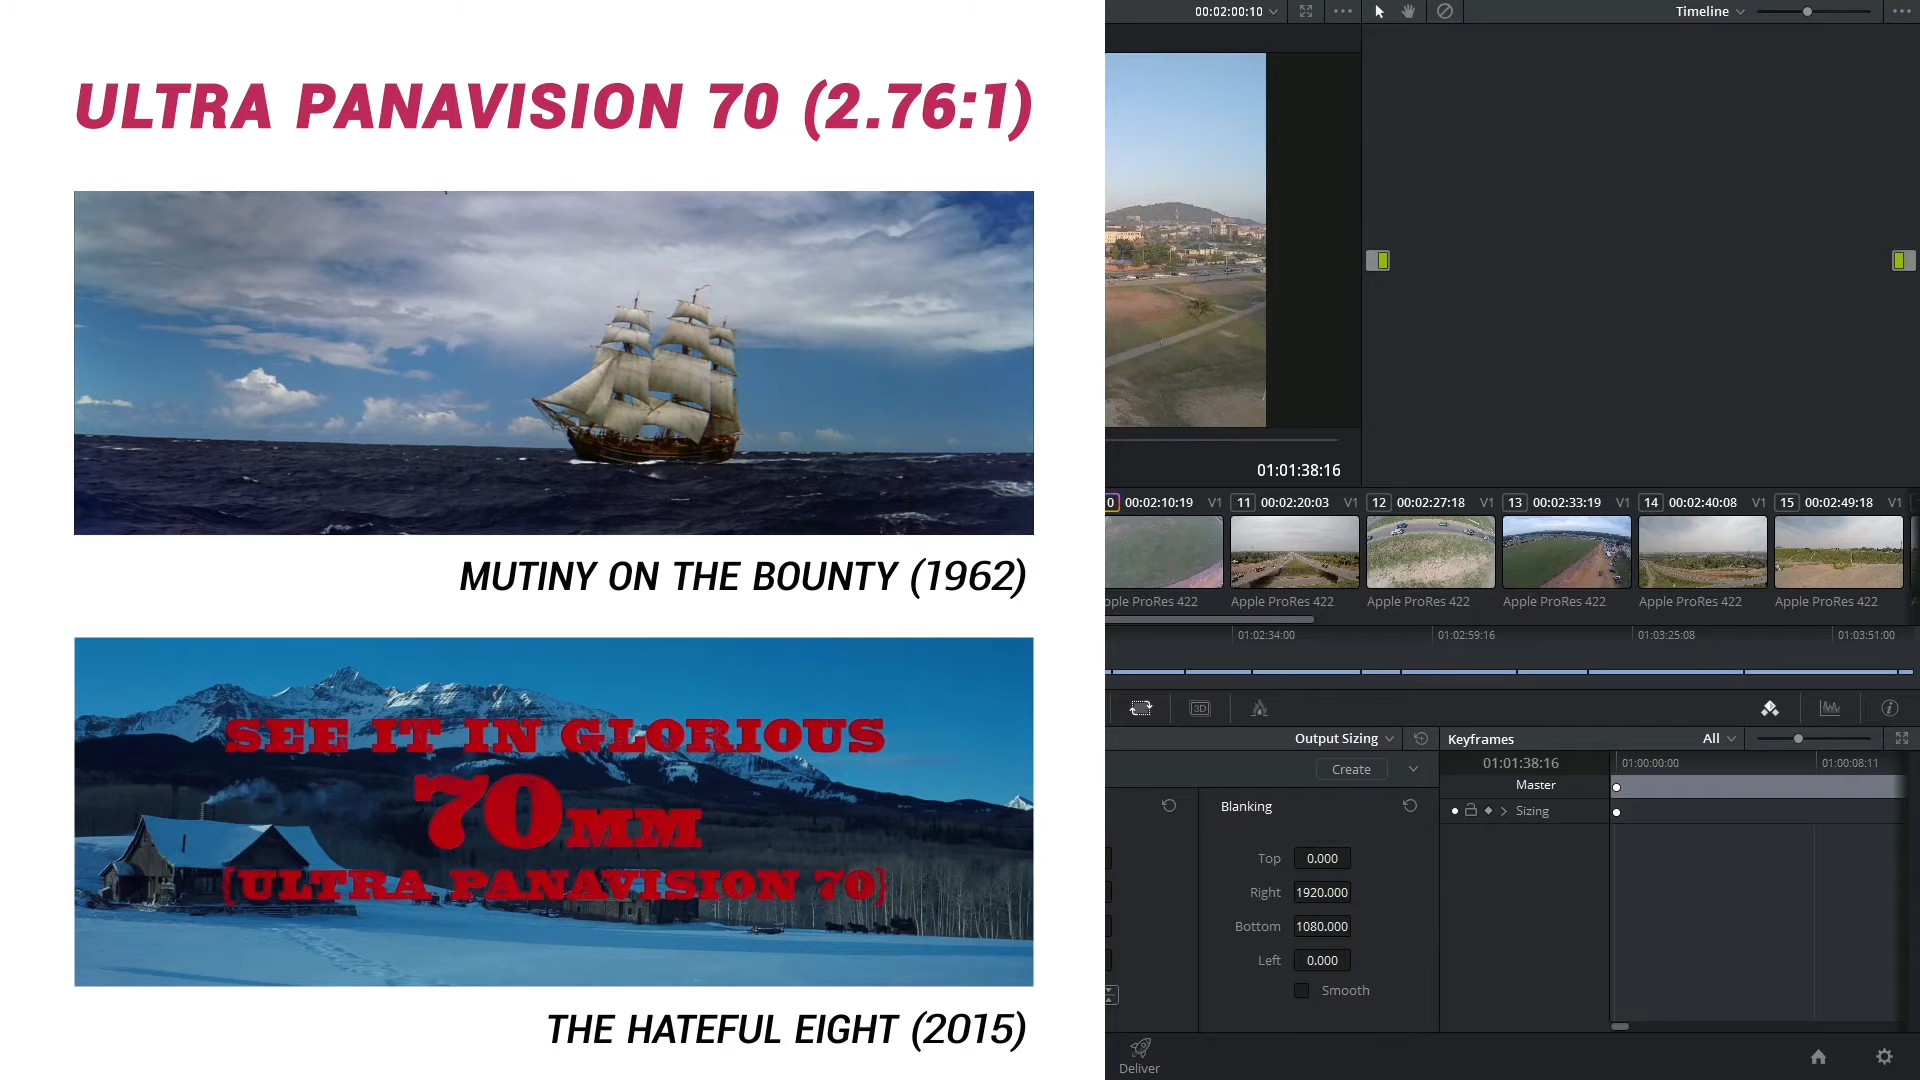 ULTRA PANAVISION 70 (2.76:1)
MUTINY ON THE BOUNTY (1962)
SEE IT IN GLORIOUS
70MM
{ULTRA PANAVISION 70}
THE HATEFUL EIGHT (2015)
00:02:00:10
Timeline
01:01:38:16
0 00:02:10:19 V1 11 00:02:20:03 V1 12 00:02:27:18 V1 13 00:02:33:19 V1 14 00:02:40:08 V1 15 00:02:49:18 V1
pple ProRes 422 Apple ProRes 422 Apple ProRes 422 Apple ProRes 422 Apple ProRes 422 Apple ProRes 422
01:02:34:00 01:02:59:16 01:03:25:08 01:03:51:00
3D
Output Sizing Keyframes All
Create 01:01:38:16 01:00:00:00 01:00:08:11
Master
Blanking Sizing
Top 0.000
Right 1920.000
Bottom 1080.000
Left 0.000
Smooth
Deliver